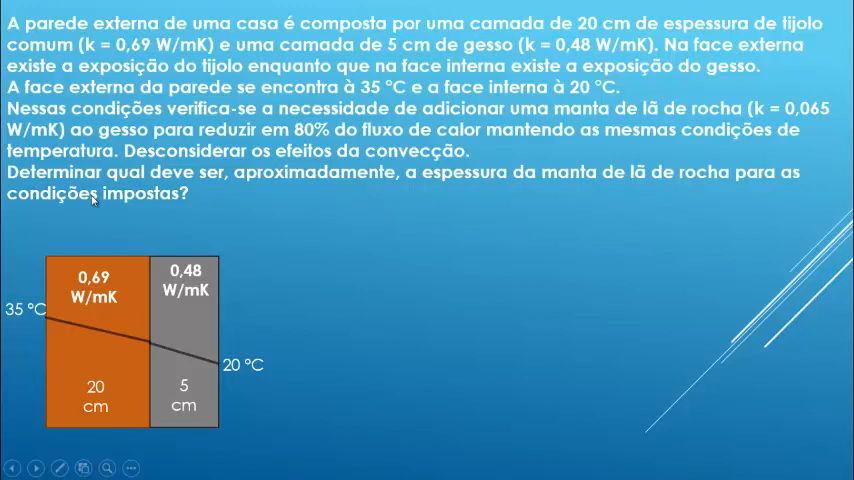 A parede externa de uma casa é composta por uma camada de 20 cm de espessura de tijolo
comum (k = 0,69 W/mK) e uma camada de 5 cm de gesso (k = 0,48 W/mK). Na face externa
existe a exposição do tijolo enquanto que na face interna existe a exposição do gesso.
A face externa da parede se encontra à 35 °C e a face interna à 20 °C.
Nessas condições verifica-se a necessidade de adicionar uma manta de lã de rocha (k = 0,065
W/mK) ao gesso para reduzir em 80% do fluxo de calor mantendo as mesmas condições de
temperatura. Desconsiderar os efeitos da convecção.
Determinar qual deve ser, aproximadamente, a espessura da manta de lã de rocha para as
condições impostas?
0,69
W/mK
0,48
W/mK
35 °C
20 °C
20
cm
5
cm